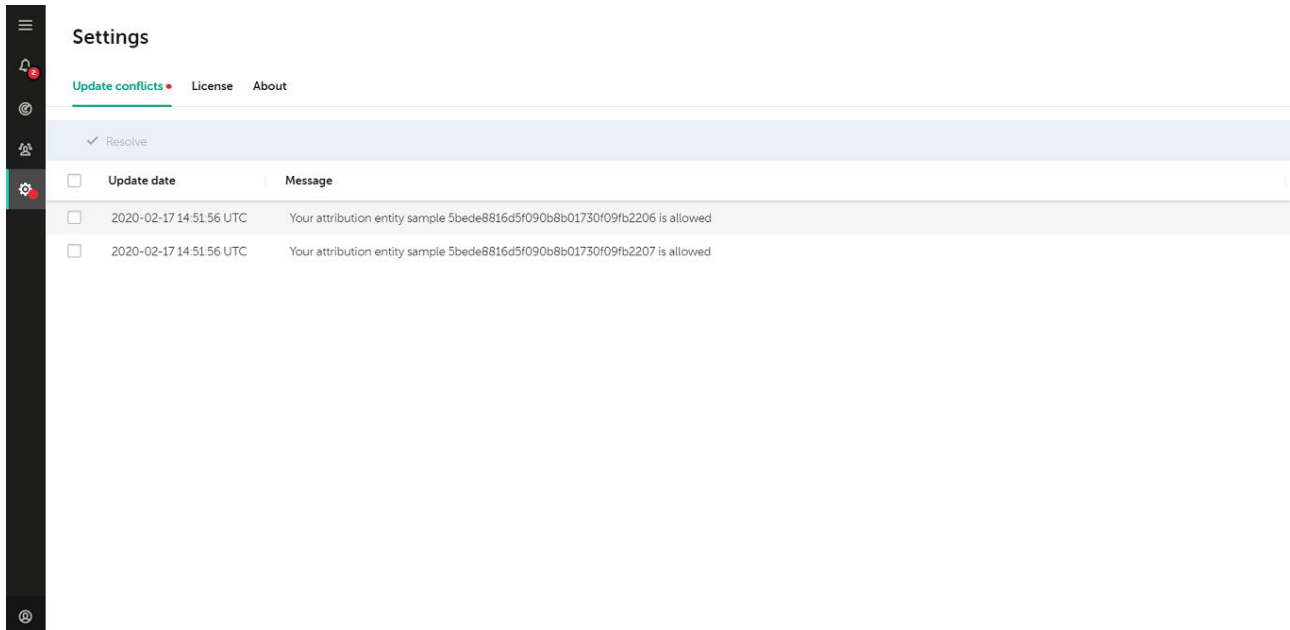 Settings
2
Update conflicts License About
Resolve
Update date Message
2020-02-17 14:51:56 UTC Your attribution entity sample 5bede8816d5f090b8b01730f09fb2206 is allowed
2020-02-17 14:51:56 UTC Your attribution entity sample 5bede8816d5f090b8b01730f09fb2207 is allowed